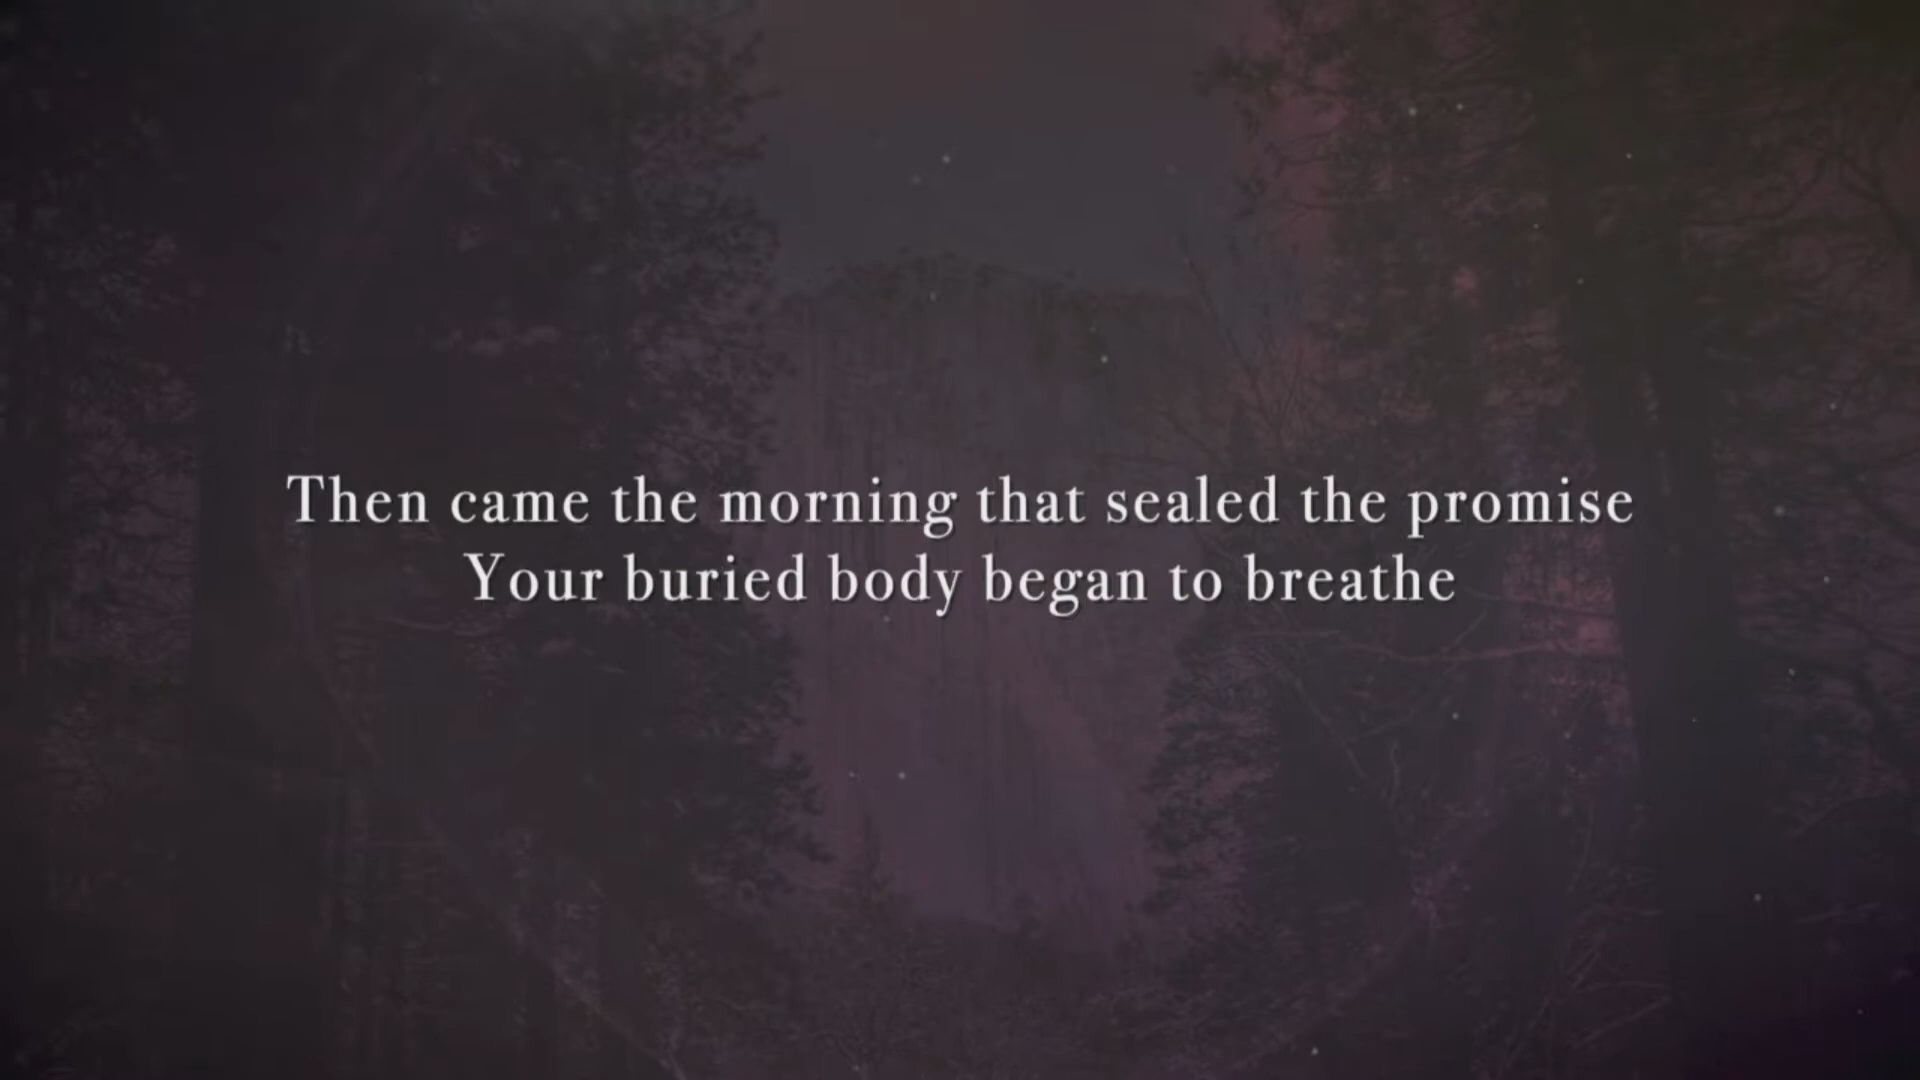 Then came the morning that sealed the promise
Your buried body began to breathe